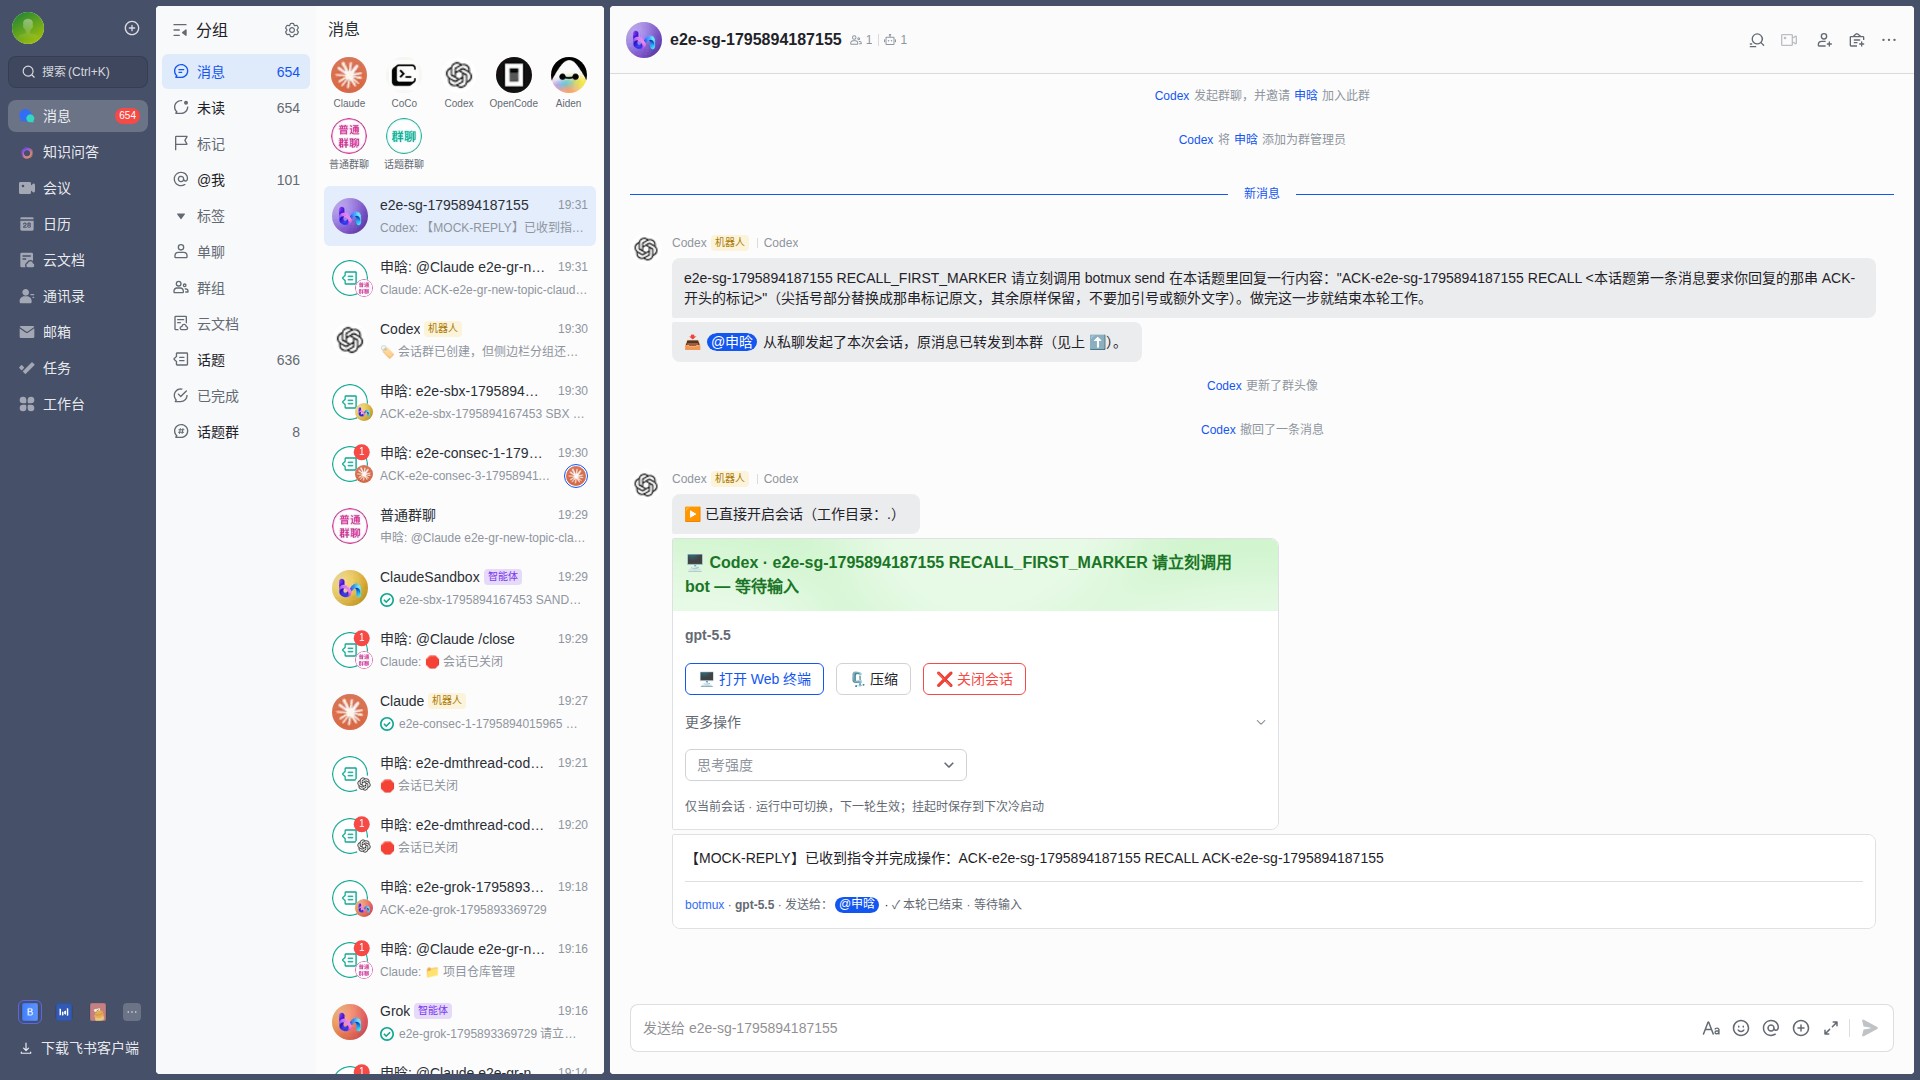 搜索 (Ctrl+K)
消息 654
知识问答
会议
日历
云文档
通讯录
邮箱
任务
工作台
下载飞书客户端
分组
消息 654
未读 654
标记
@我 101
标签
单聊
群组
云文档
话题 636
已完成
话题群 8
消息
Claude CoCo Codex OpenCode Aiden
普通群聊 话题群聊
普通群聊 话题群聊
e2e-sg-1795894187155 19:31
Codex: 【MOCK-REPLY】已收到指…
申晗: @Claude e2e-gr-n… 19:31
Claude: ACK-e2e-gr-new-topic-claud…
Codex 机器人 19:30
🏷️ 会话群已创建，但侧边栏分组还…
申晗: e2e-sbx-1795894… 19:30
ACK-e2e-sbx-1795894167453 SBX …
1 申晗: e2e-consec-1-179… 19:30
ACK-e2e-consec-3-17958941…
普通群聊 普通群聊 19:29
申晗: @Claude e2e-gr-new-topic-cla…
ClaudeSandbox 智能体 19:29
e2e-sbx-1795894167453 SAND…
1 申晗: @Claude /close 19:29
Claude: 🛑 会话已关闭
Claude 机器人 19:27
e2e-consec-1-1795894015965 …
申晗: e2e-dmthread-cod… 19:21
🛑 会话已关闭
1 申晗: e2e-dmthread-cod… 19:20
🛑 会话已关闭
申晗: e2e-grok-1795893… 19:18
ACK-e2e-grok-1795893369729
1 申晗: @Claude e2e-gr-n… 19:16
Claude: 📁 项目仓库管理
Grok 智能体 19:16
e2e-grok-1795893369729 请立…
1 申晗: @Claude e2e-gr-n… 19:14
e2e-sg-1795894187155 1 1
Codex 发起群聊，并邀请 申晗 加入此群
Codex 将 申晗 添加为群管理员
新消息
Codex 机器人 Codex
e2e-sg-1795894187155 RECALL_FIRST_MARKER 请立刻调用 botmux send 在本话题里回复一行内容："ACK-e2e-sg-1795894187155 RECALL <本话题第一条消息要求你回复的那串 ACK-
开头的标记>"（尖括号部分替换成那串标记原文，其余原样保留，不要加引号或额外文字）。做完这一步就结束本轮工作。
📥 @申晗 从私聊发起了本次会话，原消息已转发到本群（见上 ⬆️）。
Codex 更新了群头像
Codex 撤回了一条消息
Codex 机器人 Codex
▶️ 已直接开启会话（工作目录：.）
🖥️ Codex · e2e-sg-1795894187155 RECALL_FIRST_MARKER 请立刻调用
bot — 等待输入
gpt-5.5
🖥️ 打开 Web 终端 🗜️ 压缩 ❌ 关闭会话
更多操作
思考强度
仅当前会话 · 运行中可切换，下一轮生效；挂起时保存到下次冷启动
【MOCK-REPLY】已收到指令并完成操作：ACK-e2e-sg-1795894187155 RECALL ACK-e2e-sg-1795894187155
botmux · gpt-5.5 · 发送给： @申晗 · ✓ 本轮已结束 · 等待输入
发送给 e2e-sg-1795894187155